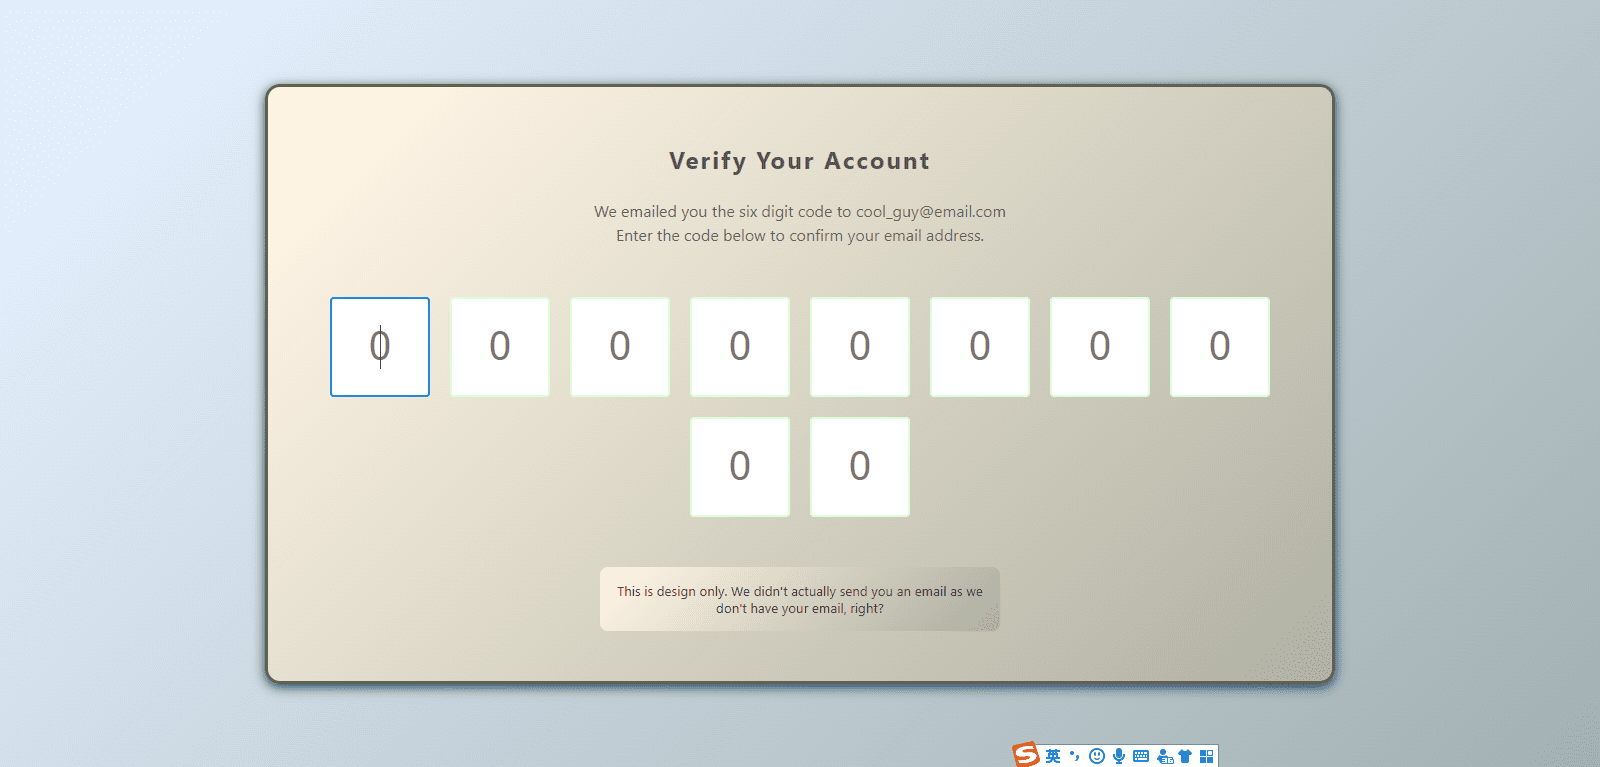 Verify Your Account
We emailed you the six digit code to cool_guy@email.com
Enter the code below to confirm your email address.
0 0 0 0 0 0 0 0
0 0
This is design only. We didn't actually send you an email as we
don't have your email, right?
S 英